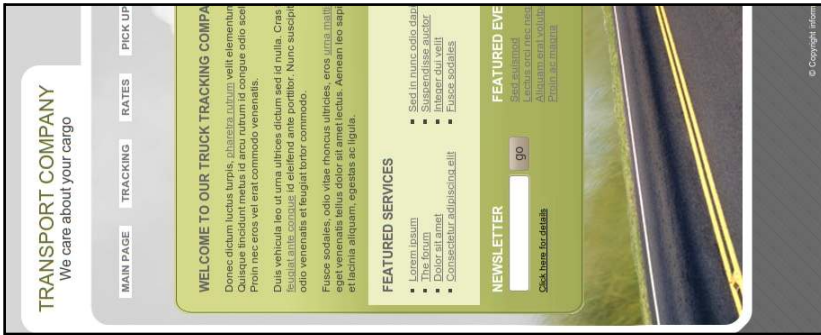 TRANSPORT COMPANY
We care about your cargo
MAIN PAGE
TRACKING
RATES
PICK UP
WELCOME TO OUR TRUCK TRACKING COMPA
Donec dictum luctus turpis, pharetra rutrum velit elementum
Quisque tincidunt metus id arcu rutrum id congue odio scel
Proin nec eros vel erat commodo venenatis.
Duis vehicula leo ut urna ultrices dictum sed id nulla. Cras
feugiat ante congue id eleifend ante porttitor. Nunc suscipit
odio venenatis et feugiat tortor commodo.
Fusce sodales, odio vitae rhoncus ultricies, eros urna matti
eget venenatis tellus dolor sit amet lectus. Aenean leo sapi
et lacinia aliquam, egestas ac ligula.
FEATURED SERVICES
Lorem ipsum
The forum
Dolor sit amet
Consectetur adipiscing elit
Sed in nunc odio dap
Suspendisse auctor
Integer dui velit
Fusce sodales
NEWSLETTER
go
Click here for details
FEATURED EVE
Sed euismod
Lectus orci nec neq
Aliquam erat volutp
Proin ac magna
© Copyright inform